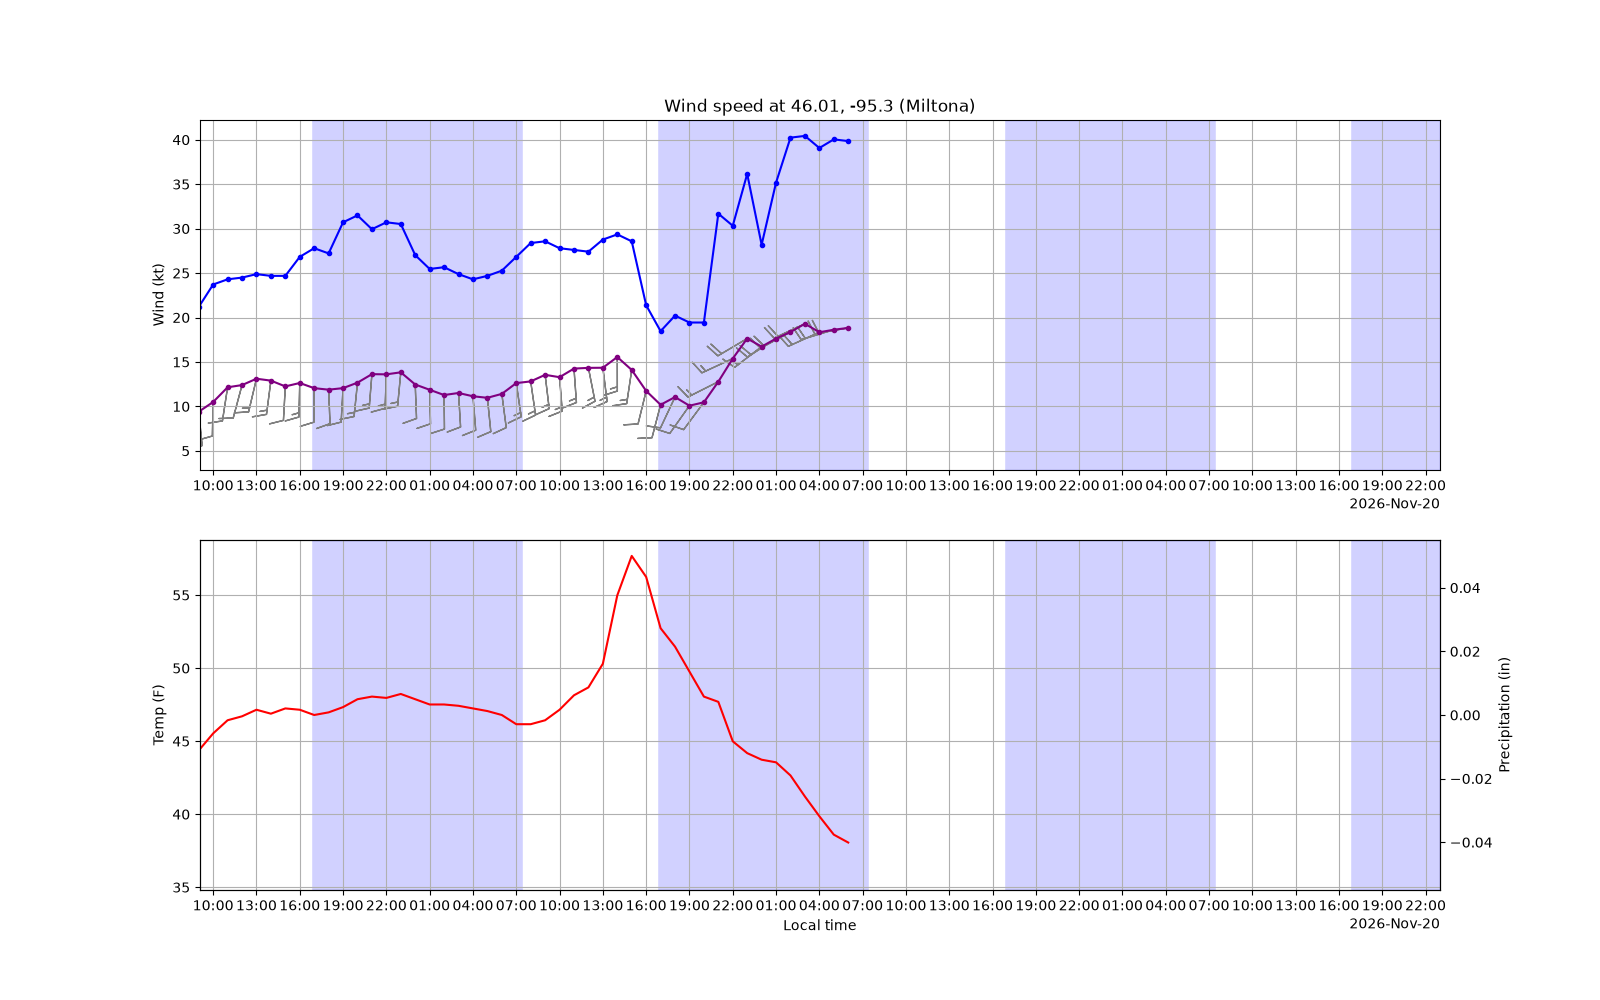 Wind speed at 46.01, -95.3 (Miltona)
40
35
30
25
20
15
10
5
Wind (kt)
10:00 13:00 16:00 19:00 22:00 01:00 04:00 07:00 10:00 13:00 16:00 19:00 22:00 01:00 04:00 07:00 10:00 13:00 16:00 19:00 22:00 01:00 04:00 07:00 10:00 13:00 16:00 19:00 22:00
2026-Nov-20
55
50
45
40
35
Temp (F)
0.04
0.02
0.00
−0.02
−0.04
Precipitation (in)
10:00 13:00 16:00 19:00 22:00 01:00 04:00 07:00 10:00 13:00 16:00 19:00 22:00 01:00 04:00 07:00 10:00 13:00 16:00 19:00 22:00 01:00 04:00 07:00 10:00 13:00 16:00 19:00 22:00
Local time
2026-Nov-20